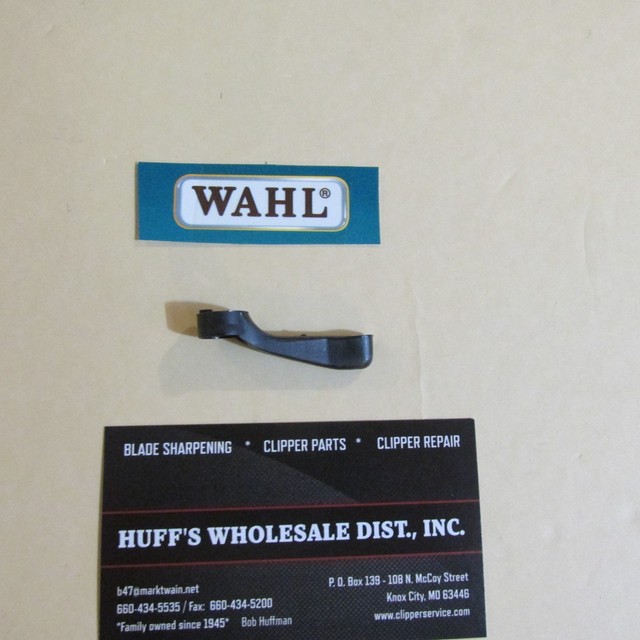 WAHL®
BLADE SHARPENING * CLIPPER PARTS * CLIPPER REPAIR
HUFF'S WHOLESALE DIST., INC.
b47@marktwain.net
660-434-5535 / Fax: 660-434-5200
"Family owned since 1945" Bob Huffman
P. O. Box 139 - 108 N. McCoy Street
Knox City, MO 63446
www.clipperservice.com